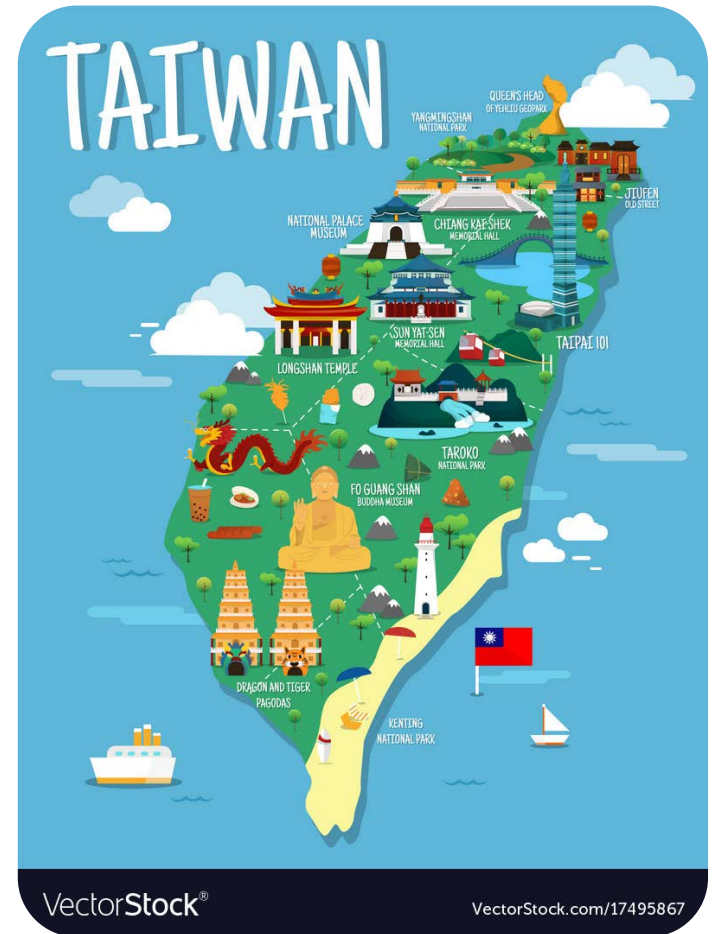 TAIWAN
QUEEN'S HEAD
OF YEHLIU GEOPARK
YANGMINGSHAN
NATIONAL PARK
JIUFEN
OLD STREET
NATIONAL PALACE
MUSEUM
CHIANG KAI-SHEK
MEMORIAL HALL
SUN YAT-SEN
MEMORIAL HALL
TAIPAI 101
LONGSHAN TEMPLE
TAROKO
NATIONAL PARK
FO GUANG SHAN
BUDDHA MUSEUM
DRAGON AND TIGER
PAGODAS
KENTING
NATIONAL PARK
VectorStock®
VectorStock.com/17495867